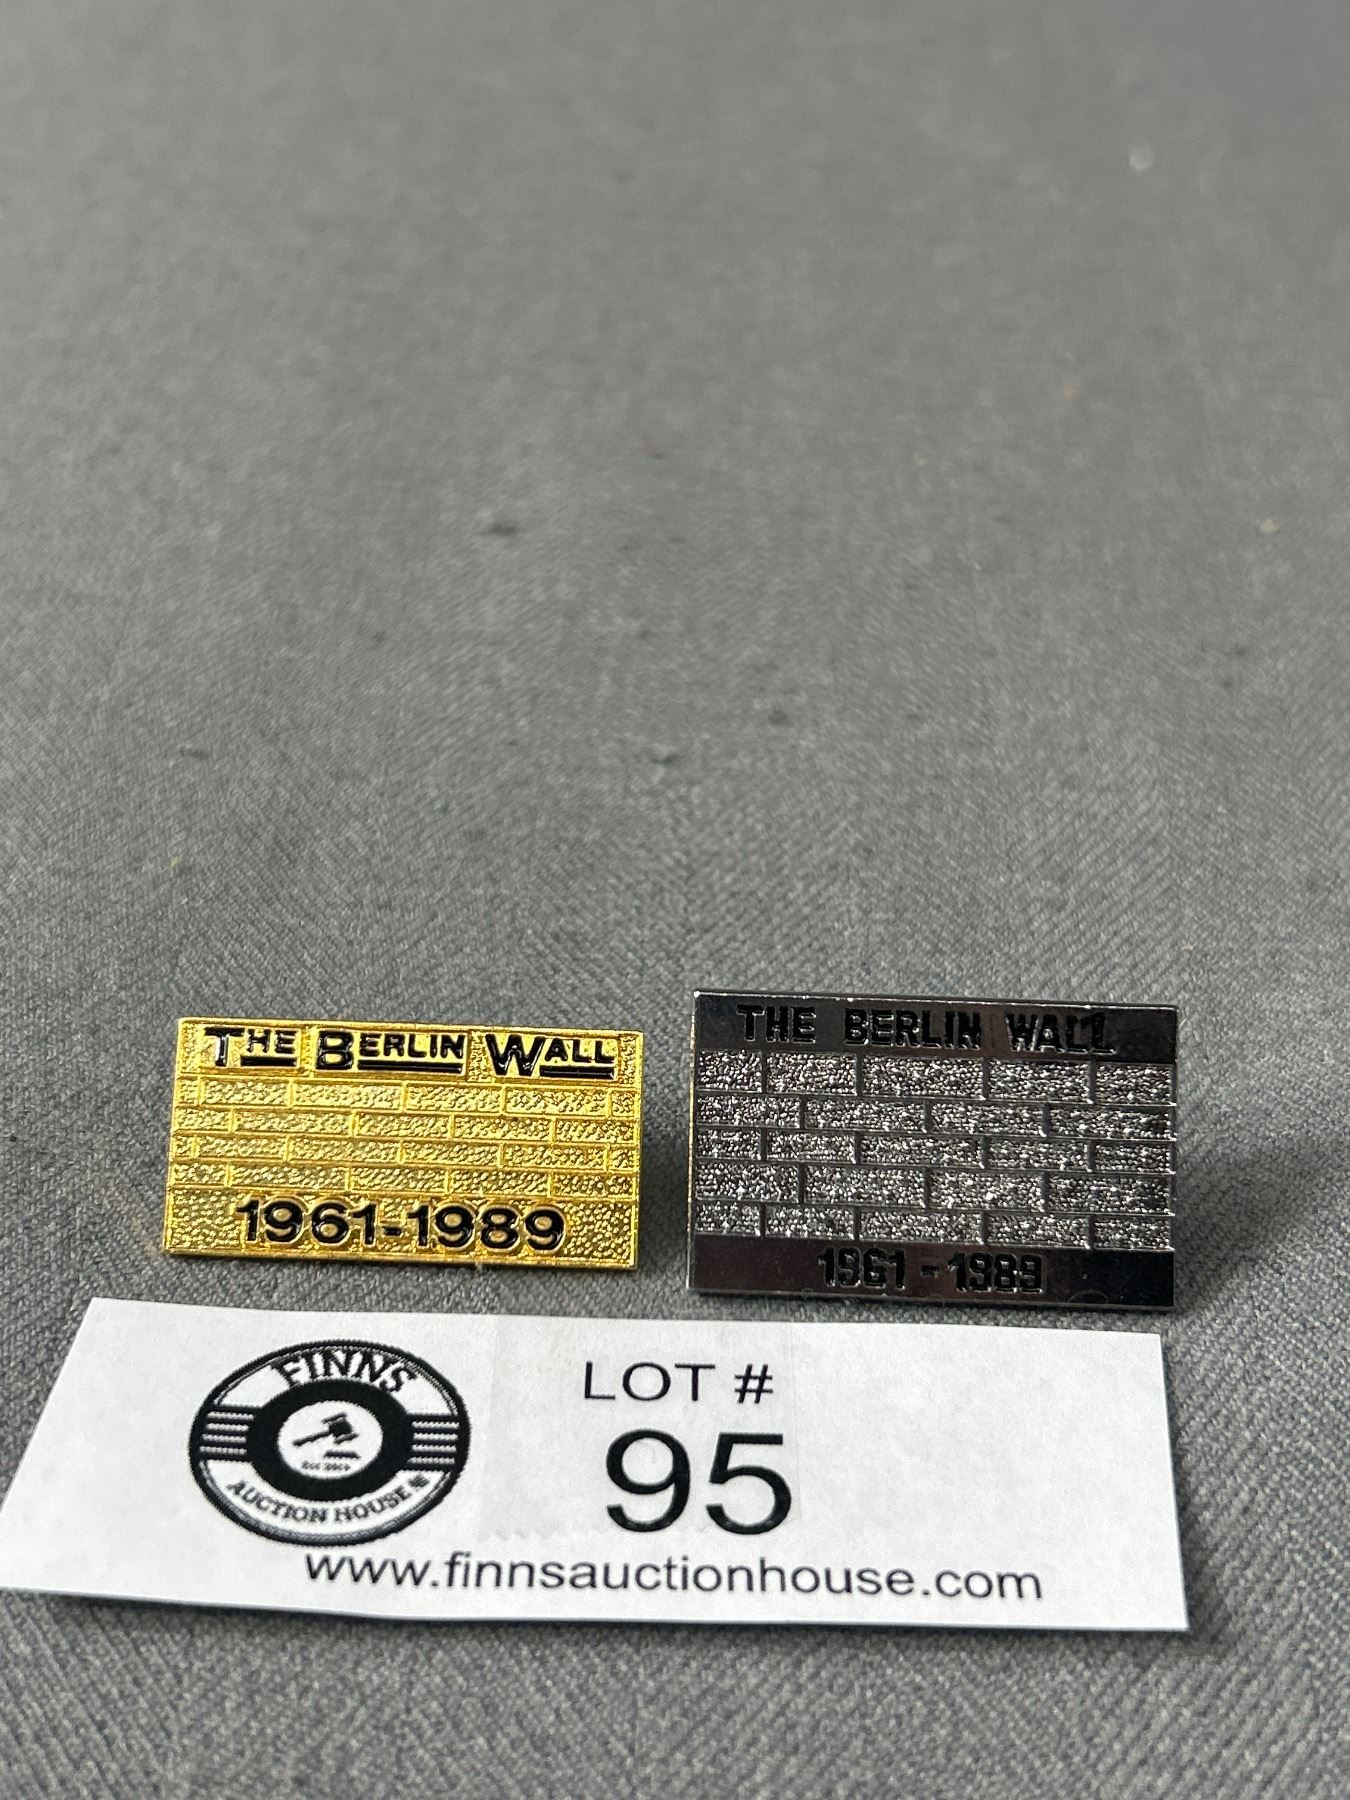 THE BERLIN WALL
1961-1989
THE BERLIN WALL
1961 - 1989
FINNS
AUCTION HOUSE
LOT #
95
www.finnsauctionhouse.com